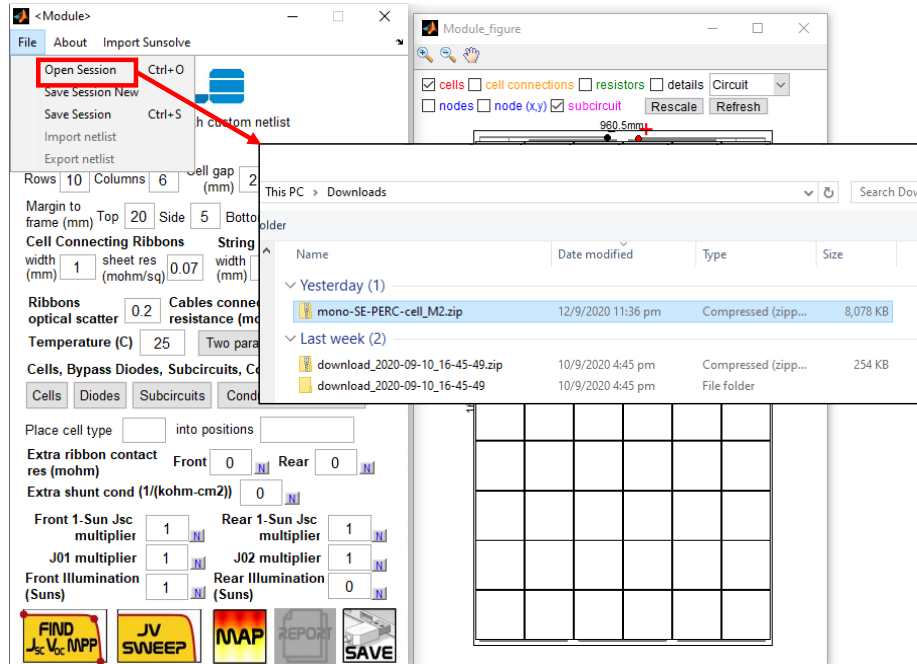 <Module>
File About Import Sunsolve
Open Session Ctrl+O
Save Session New
Save Session Ctrl+S
Import netlist
Export netlist
h custom netlist
Rows 10 Columns 6 Cell gap (mm) 2
Margin to frame (mm) Top 20 Side 5 Botto
Cell Connecting Ribbons String
width (mm) 1 sheet res (mohm/sq) 0.07 width (mm)
Ribbons optical scatter 0.2 Cables conne
resistance (mo
Temperature (C) 25 Two para
Cells, Bypass Diodes, Subcircuits, Co
Cells Diodes Subcircuits Cond
Place cell type into positions
Extra ribbon contact res (mohm) Front 0 N Rear 0 N
Extra shunt cond (1/(kohm-cm2)) 0 N
Front 1-Sun Jsc multiplier 1 N Rear 1-Sun Jsc multiplier 1 N
J01 multiplier 1 N J02 multiplier 1 N
Front Illumination (Suns) 1 N Rear Illumination (Suns) 0 N
FIND Jsc Voc MPP JV SWEEP MAP REPORT SAVE
Module_figure
cells cell connections resistors details Circuit
nodes node (x,y) subcircuit Rescale Refresh
960.5mm
This PC > Downloads Search Dow
older
Name Date modified Type Size
Yesterday (1)
mono-SE-PERC-cell_M2.zip 12/9/2020 11:36 pm Compressed (zipp... 8,078 KB
Last week (2)
download_2020-09-10_16-45-49.zip 10/9/2020 4:45 pm Compressed (zipp... 254 KB
download_2020-09-10_16-45-49 10/9/2020 4:45 pm File folder